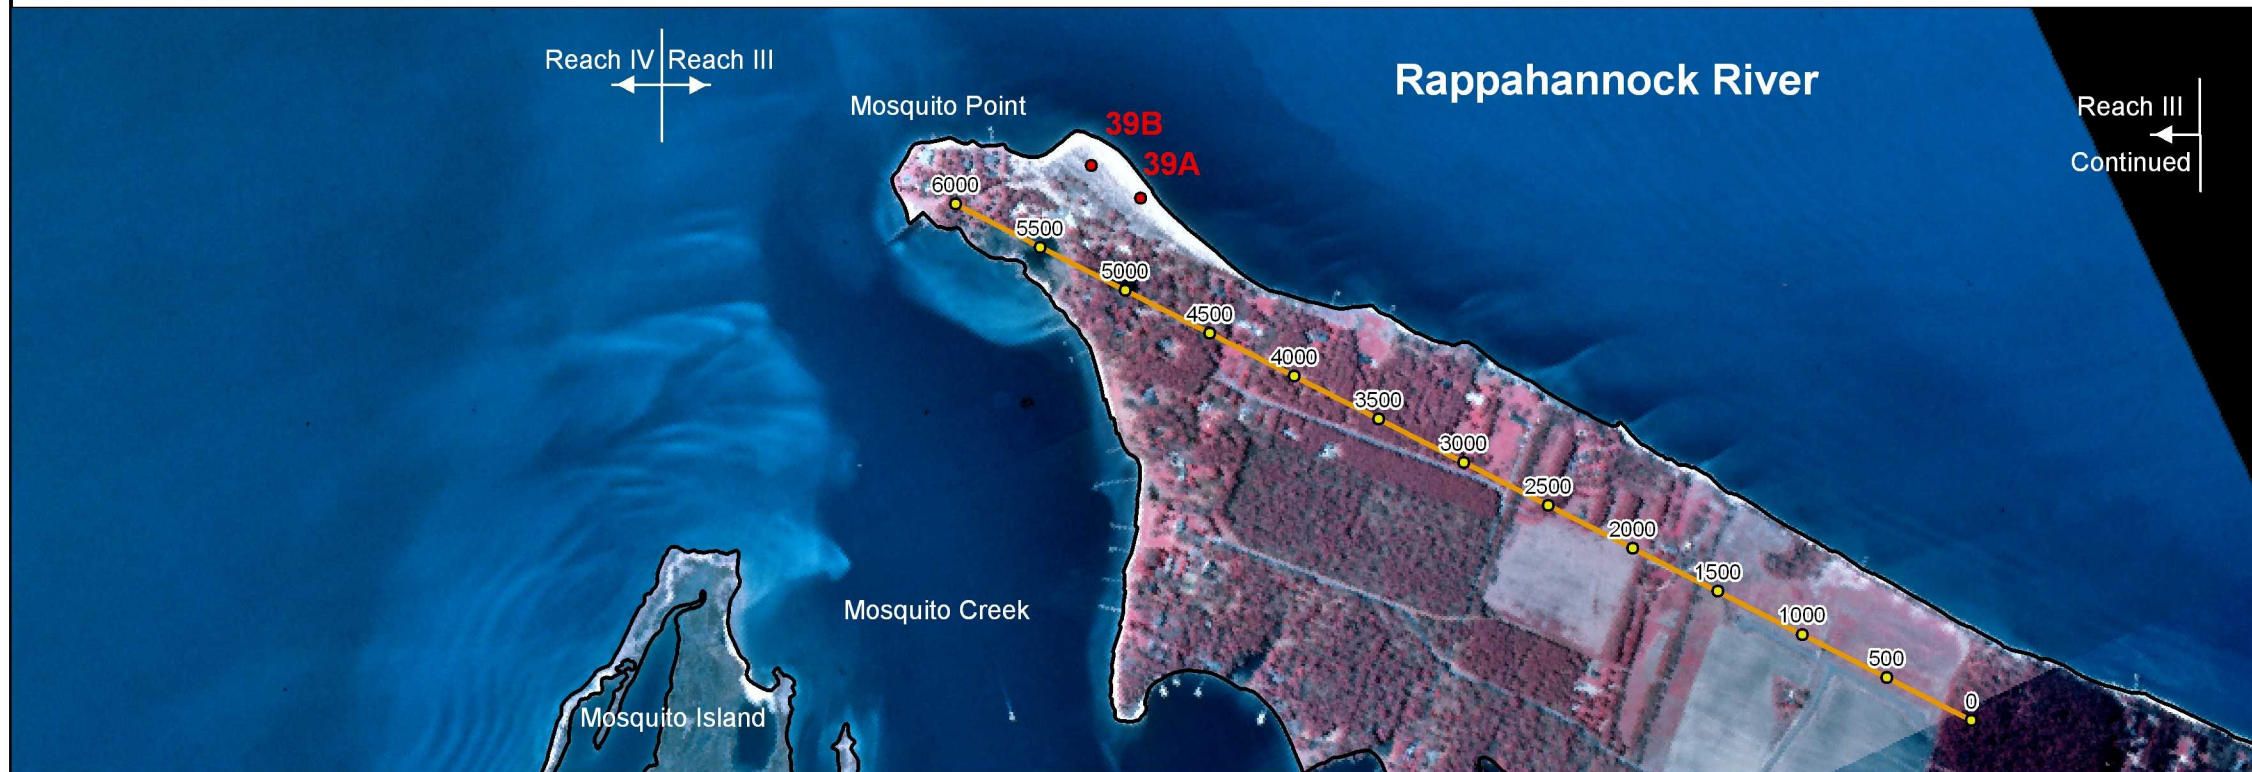 Reach IV Reach III
Rappahannock River
Mosquito Point
Reach III
Continued
39B
39A
6000
5500
5000
4500
4000
3500
3000
2500
2000
1500
1000
500
0
Mosquito Creek
Mosquito Island